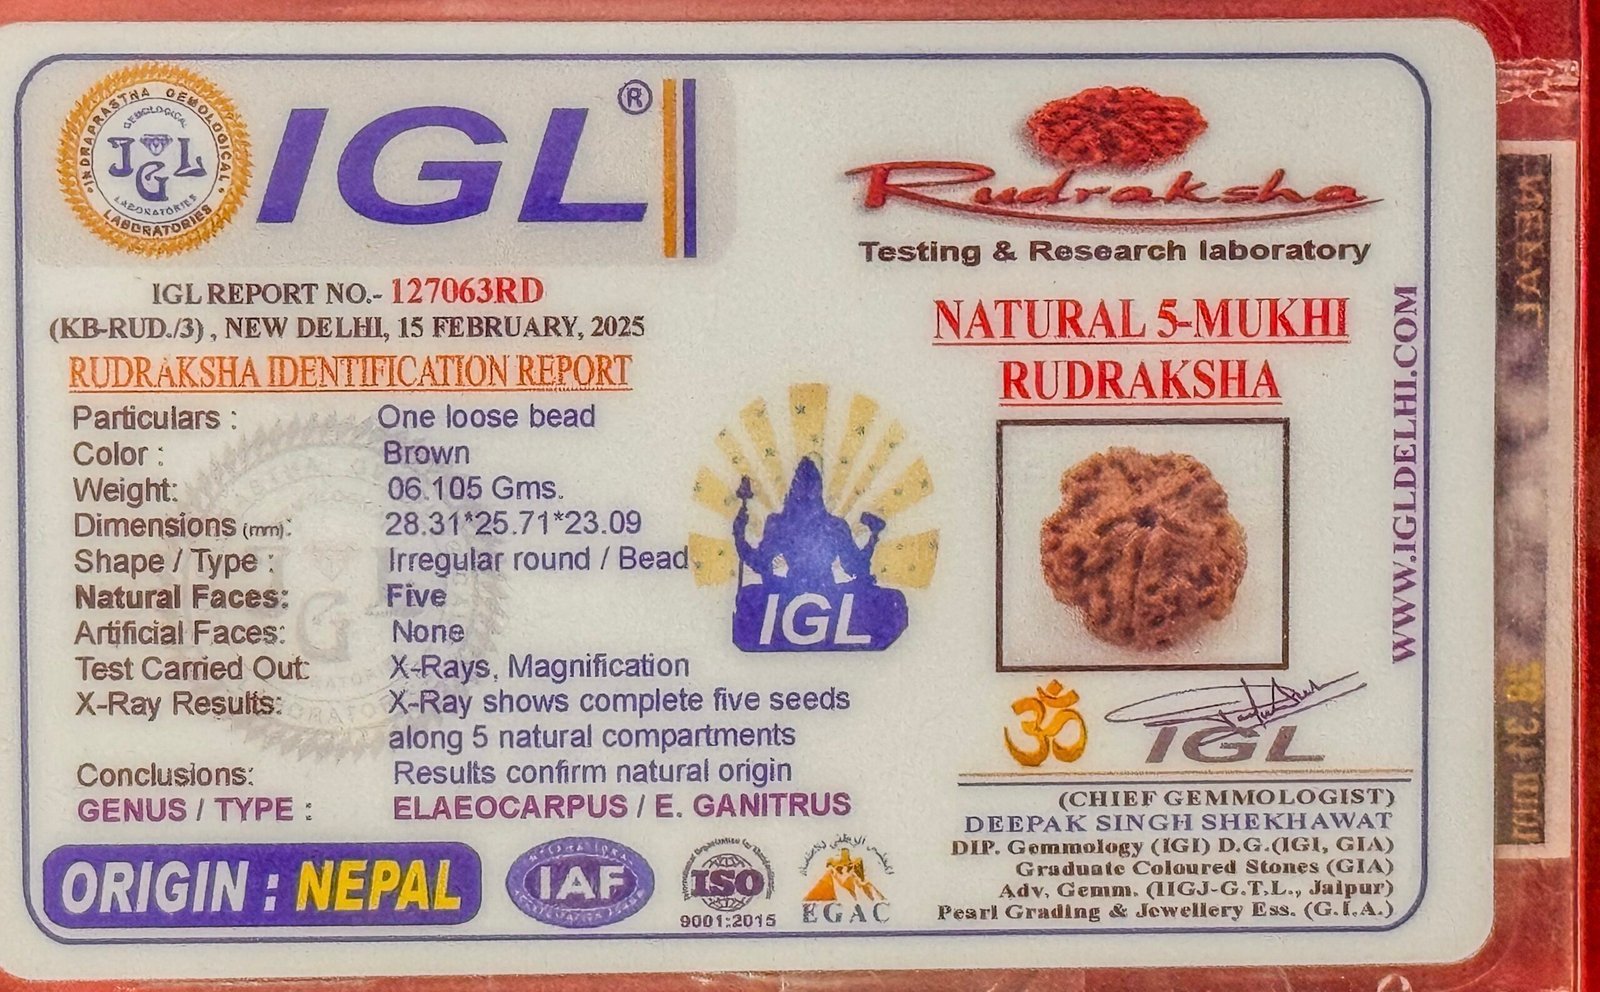 INDRAPRASTHA GEMOLOGICAL LABORATORIES
GEMOLOGICAL
IGL
LABORATORIES
IGL®
IGL REPORT NO.- 127063RD
(KB-RUD./3) , NEW DELHI, 15 FEBRUARY, 2025
RUDRAKSHA IDENTIFICATION REPORT
Particulars : One loose bead
Color : Brown
Weight: 06.105 Gms.
Dimensions (mm): 28.31*25.71*23.09
Shape / Type : Irregular round / Bead
Natural Faces: Five
Artificial Faces: None
Test Carried Out: X-Rays, Magnification
X-Ray Results: X-Ray shows complete five seeds
along 5 natural compartments
Conclusions: Results confirm natural origin
GENUS / TYPE : ELAEOCARPUS / E. GANITRUS
ORIGIN : NEPAL
IAF
ISO
9001:2015
EGAC
IGL
Rudraksha
Testing & Research laboratory
NATURAL 5-MUKHI
RUDRAKSHA
WWW.IGLDELHI.COM
ॐ
IGL
(CHIEF GEMMOLOGIST)
DEEPAK SINGH SHEKHAWAT
DIP. Gemmology (IGI) D.G.(IGI, GIA)
Graduate Coloured Stones (GIA)
Adv, Gemm. (IIGJ-G.T,L., Jaipur)
Pearl Grading & Jewellery Ess. (G.I.A.)
NEPAL